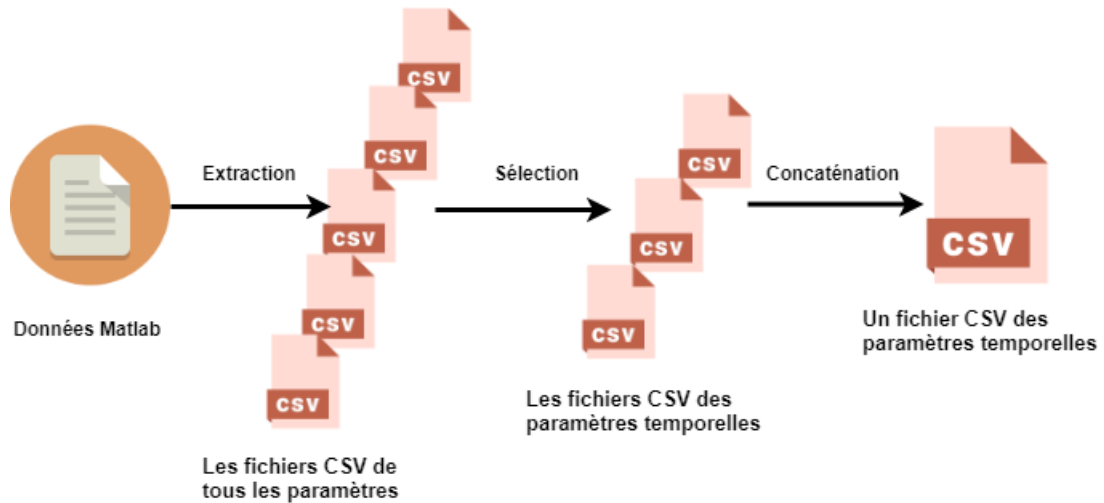 CSV
CSV
CSV
CSV
CSV
Extraction
Sélection
Concaténation
CSV
CSV
CSV
CSV
Données Matlab
Les fichiers CSV de
tous les paramètres
Les fichiers CSV des
paramètres temporelles
Un fichier CSV des
paramètres temporelles